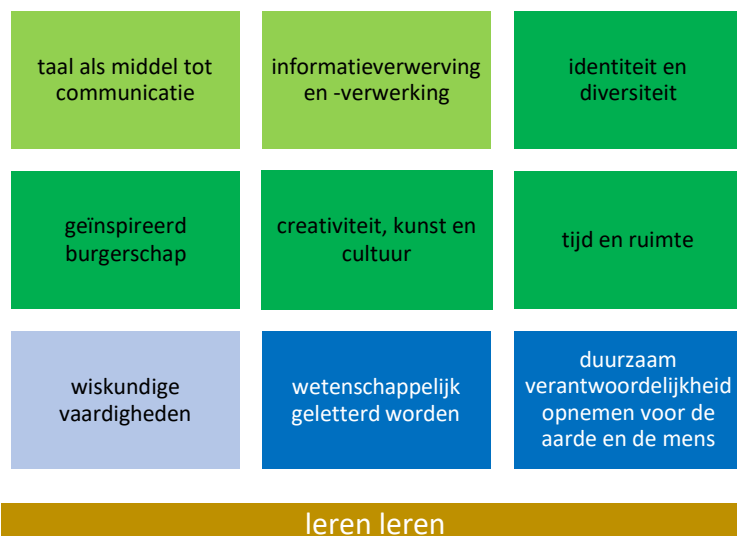 taal als middel tot
communicatie
informatieverwerving
en -verwerking
identiteit en
diversiteit
geïnspireerd
burgerschap
creativiteit, kunst en
cultuur
tijd en ruimte
wiskundige
vaardigheden
wetenschappelijk
geletterd worden
duurzaam
verantwoordelijkheid
opnemen voor de
aarde en de mens
leren leren